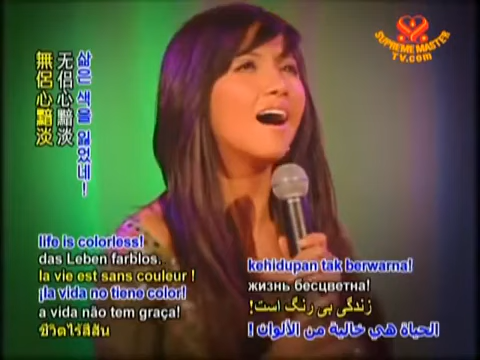 SUPREME MASTER
TV.com
無侶心黯淡
无侣心黯淡
삶은 색을 잃었네!
life is colorless!
das Leben farblos.
la vie est sans couleur !
¡la vida no tiene color!
a vida não tem graça!
ชีวิตไร้สีสัน
kehidupan tak berwarna!
жизнь бесцветна!
زندگی بی رنگ است!
الحياة هي خالية من الألوان !